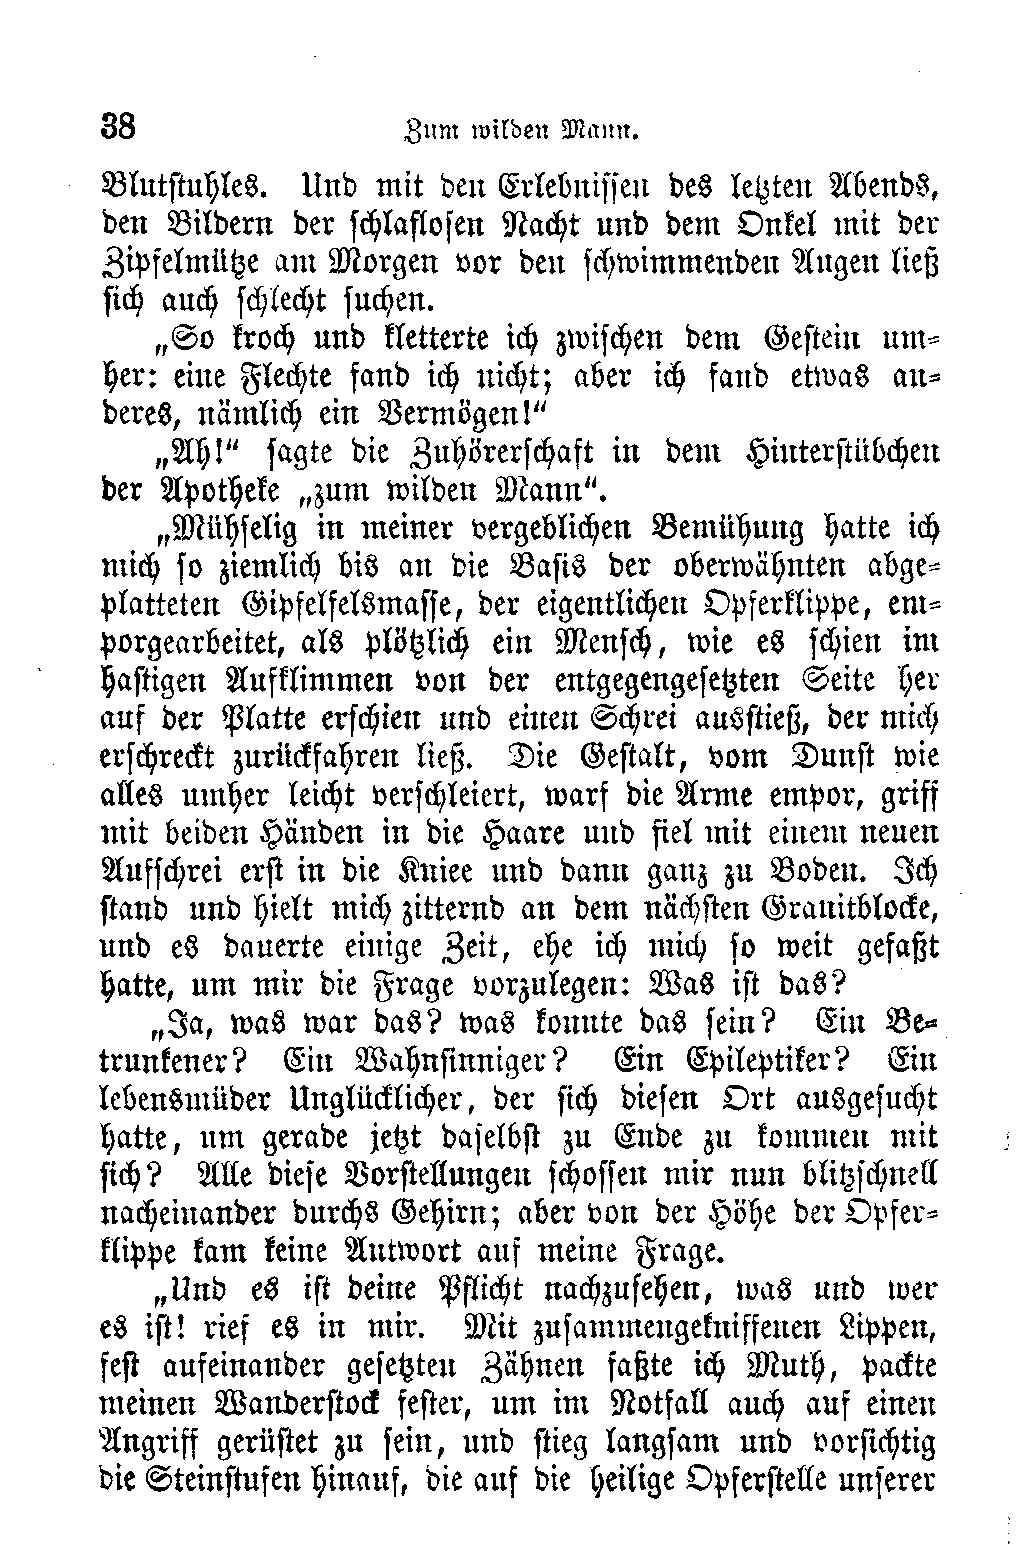 38 Zum wilden Mann.
Blutstuhles. Und mit den Erlebnissen des letzten Abends,
den Bildern der schlaflosen Nacht und dem Onkel mit der
Zipfelmütze am Morgen vor den schwimmenden Augen ließ
sich auch schlecht suchen.
„So kroch und kletterte ich zwischen dem Gestein um-
her: eine Flechte fand ich nicht; aber ich fand etwas an-
deres, nämlich ein Vermögen!“
„Ah!“ sagte die Zuhörerschaft in dem Hinterstübchen
der Apotheke „zum wilden Mann“.
„Mühselig in meiner vergeblichen Bemühung hatte ich
mich so ziemlich bis an die Basis der oberwähnten abge-
platteten Gipfelfelsmasse, der eigentlichen Opferklippe, em-
porgearbeitet, als plötzlich ein Mensch, wie es schien im
hastigen Aufklimmen von der entgegengesetzten Seite her
auf der Platte erschien und einen Schrei ausstieß, der mich
erschreckt zurückfahren ließ. Die Gestalt, vom Dunst wie
alles umher leicht verschleiert, warf die Arme empor, griff
mit beiden Händen in die Haare und fiel mit einem neuen
Aufschrei erst in die Kniee und dann ganz zu Boden. Ich
stand und hielt mich zitternd an dem nächsten Granitblocke,
und es dauerte einige Zeit, ehe ich mich so weit gefaßt
hatte, um mir die Frage vorzulegen: Was ist das?
„Ja, was war das? was konnte das sein? Ein Be-
trunkener? Ein Wahnsinniger? Ein Epileptiker? Ein
lebensmüder Unglücklicher, der sich diesen Ort ausgesucht
hatte, um gerade jetzt daselbst zu Ende zu kommen mit
sich? Alle diese Vorstellungen schossen mir nun blitzschnell
nacheinander durchs Gehirn; aber von der Höhe der Opfer-
klippe kam keine Antwort auf meine Frage.
„Und es ist deine Pflicht nachzusehen, was und wer
es ist! rief es in mir. Mit zusammengekniffenen Lippen,
fest aufeinander gesetzten Zähnen faßte ich Muth, packte
meinen Wanderstock fester, um im Notfall auch auf einen
Angriff gerüstet zu sein, und stieg langsam und vorsichtig
die Steinstufen hinauf, die auf die heilige Opferstelle unserer